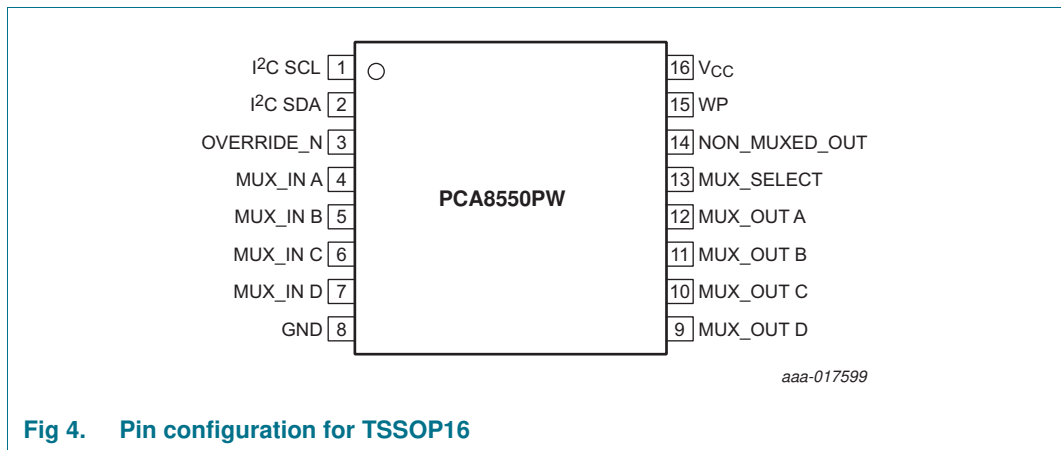 I2C SCL 1
I2C SDA 2
OVERRIDE_N 3
MUX_IN A 4
MUX_IN B 5
MUX_IN C 6
MUX_IN D 7
GND 8
PCA8550PW
16 VCC
15 WP
14 NON_MUXED_OUT
13 MUX_SELECT
12 MUX_OUT A
11 MUX_OUT B
10 MUX_OUT C
9 MUX_OUT D
aaa-017599
Fig 4. Pin configuration for TSSOP16